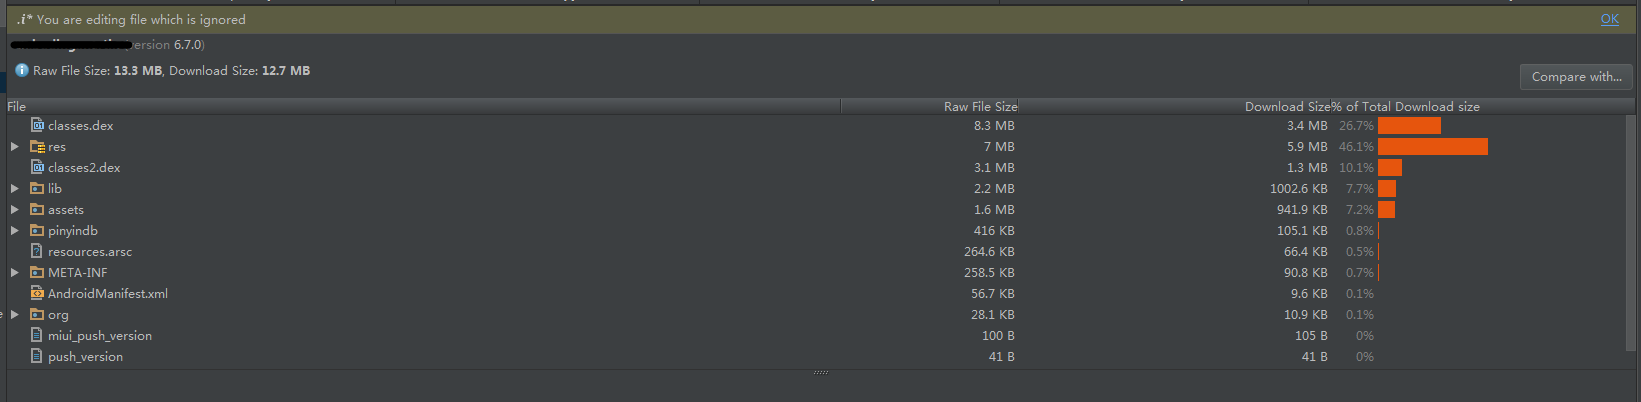 .i* You are editing file which is ignored OK
version 6.7.0)
Raw File Size: 13.3 MB, Download Size: 12.7 MB
Compare with...
File Raw File Size Download Size % of Total Download size
classes.dex 8.3 MB 3.4 MB 26.7%
res 7 MB 5.9 MB 46.1%
classes2.dex 3.1 MB 1.3 MB 10.1%
lib 2.2 MB 1002.6 KB 7.7%
assets 1.6 MB 941.9 KB 7.2%
pinyindb 416 KB 105.1 KB 0.8%
resources.arsc 264.6 KB 66.4 KB 0.5%
META-INF 258.5 KB 90.8 KB 0.7%
AndroidManifest.xml 56.7 KB 9.6 KB 0.1%
org 28.1 KB 10.9 KB 0.1%
miui_push_version 100 B 105 B 0%
push_version 41 B 41 B 0%